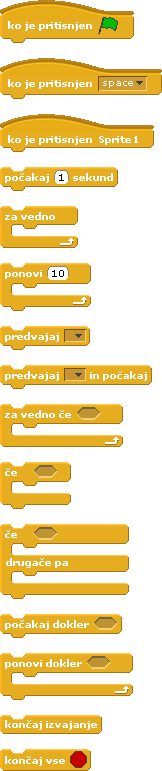 ko je pritisnjen
ko je pritisnjen space
ko je pritisnjen Sprite1
počakaj 1 sekund
za vedno
ponovi 10
predvajaj
predvajaj in počakaj
za vedno če
če
če
drugače pa
počakaj dokler
ponovi dokler
končaj izvajanje
končaj vse